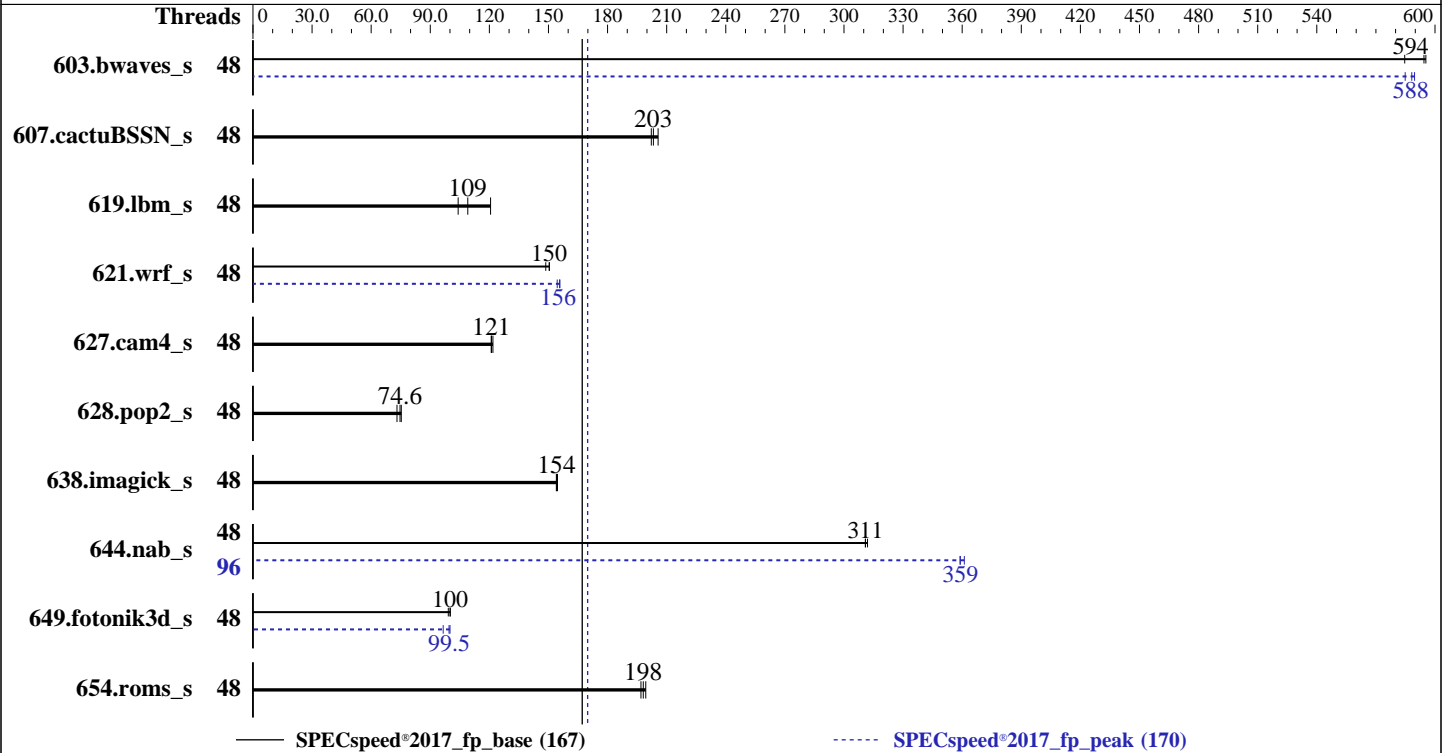 Threads 0 30.0 60.0 90.0 120 150 180 210 240 270 300 330 360 390 420 450 480 510 540 600
594
603.bwaves_s 48
588
203
607.cactuBSSN_s 48
109
619.lbm_s 48
150
621.wrf_s 48
156
121
627.cam4_s 48
74.6
628.pop2_s 48
154
638.imagick_s 48
48 311
644.nab_s
96 359
100
649.fotonik3d_s 48
99.5
198
654.roms_s 48
SPECspeed®2017_fp_base (167) SPECspeed®2017_fp_peak (170)